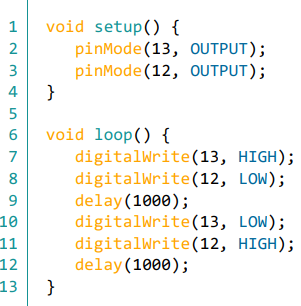 1 void setup() {
2    pinMode(13, OUTPUT);
3    pinMode(12, OUTPUT);
4 }
5
6 void loop() {
7    digitalWrite(13, HIGH);
8    digitalWrite(12, LOW);
9    delay(1000);
10    digitalWrite(13, LOW);
11    digitalWrite(12, HIGH);
12    delay(1000);
13 }